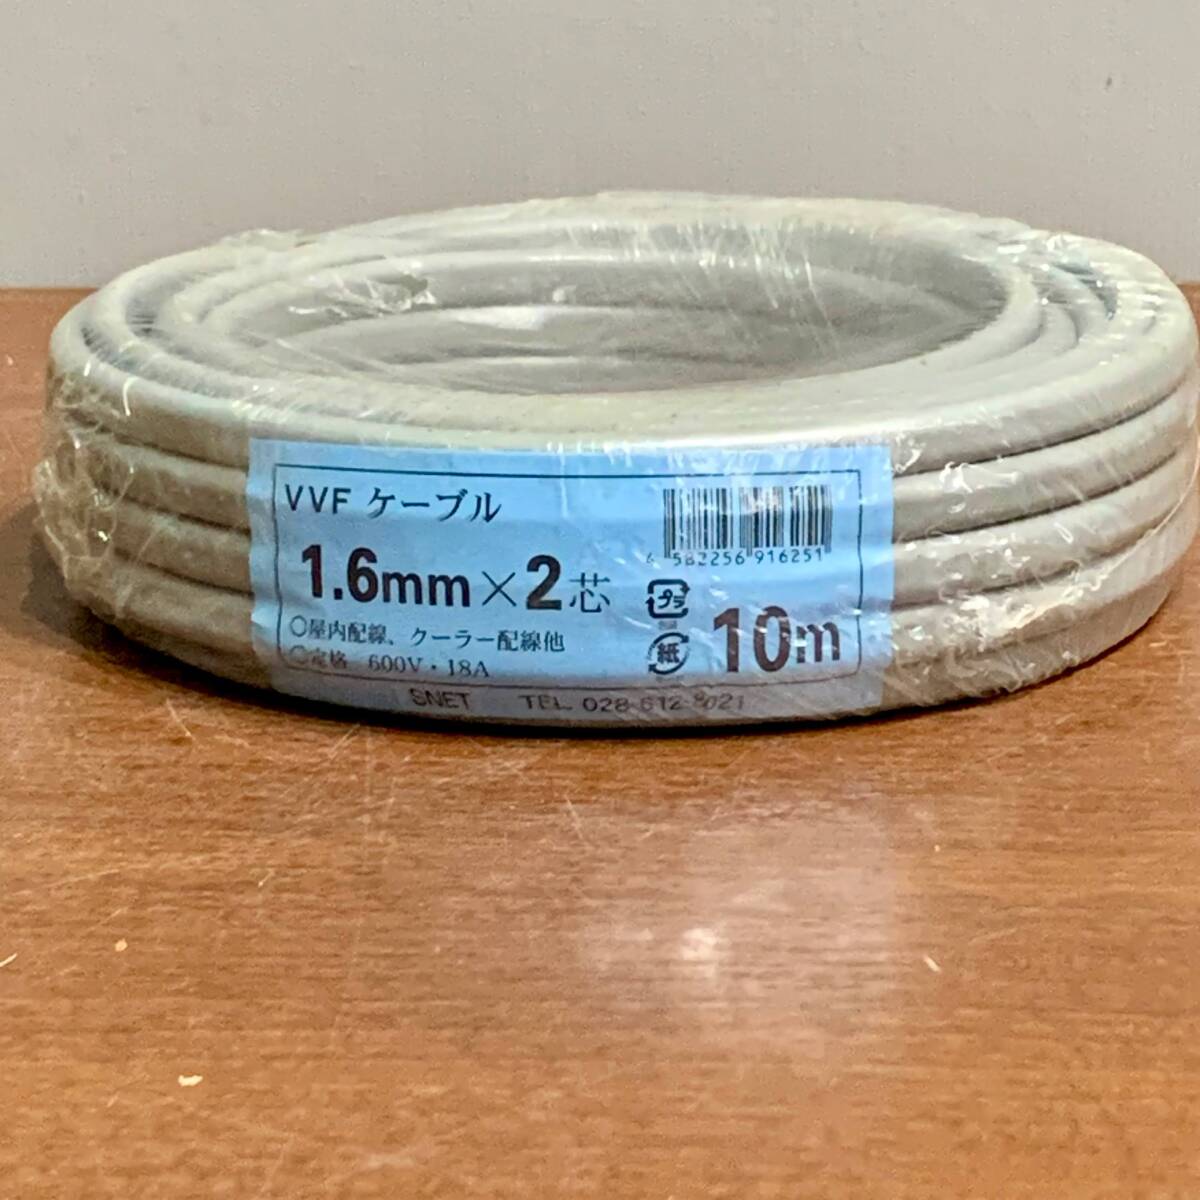 VVF ケーブル
1.6mm×2芯
○屋内配線、クーラー配線他
○定格 600V・18A
582256 916251
プラ
紙
10m
SNET TEL 028-612-8021